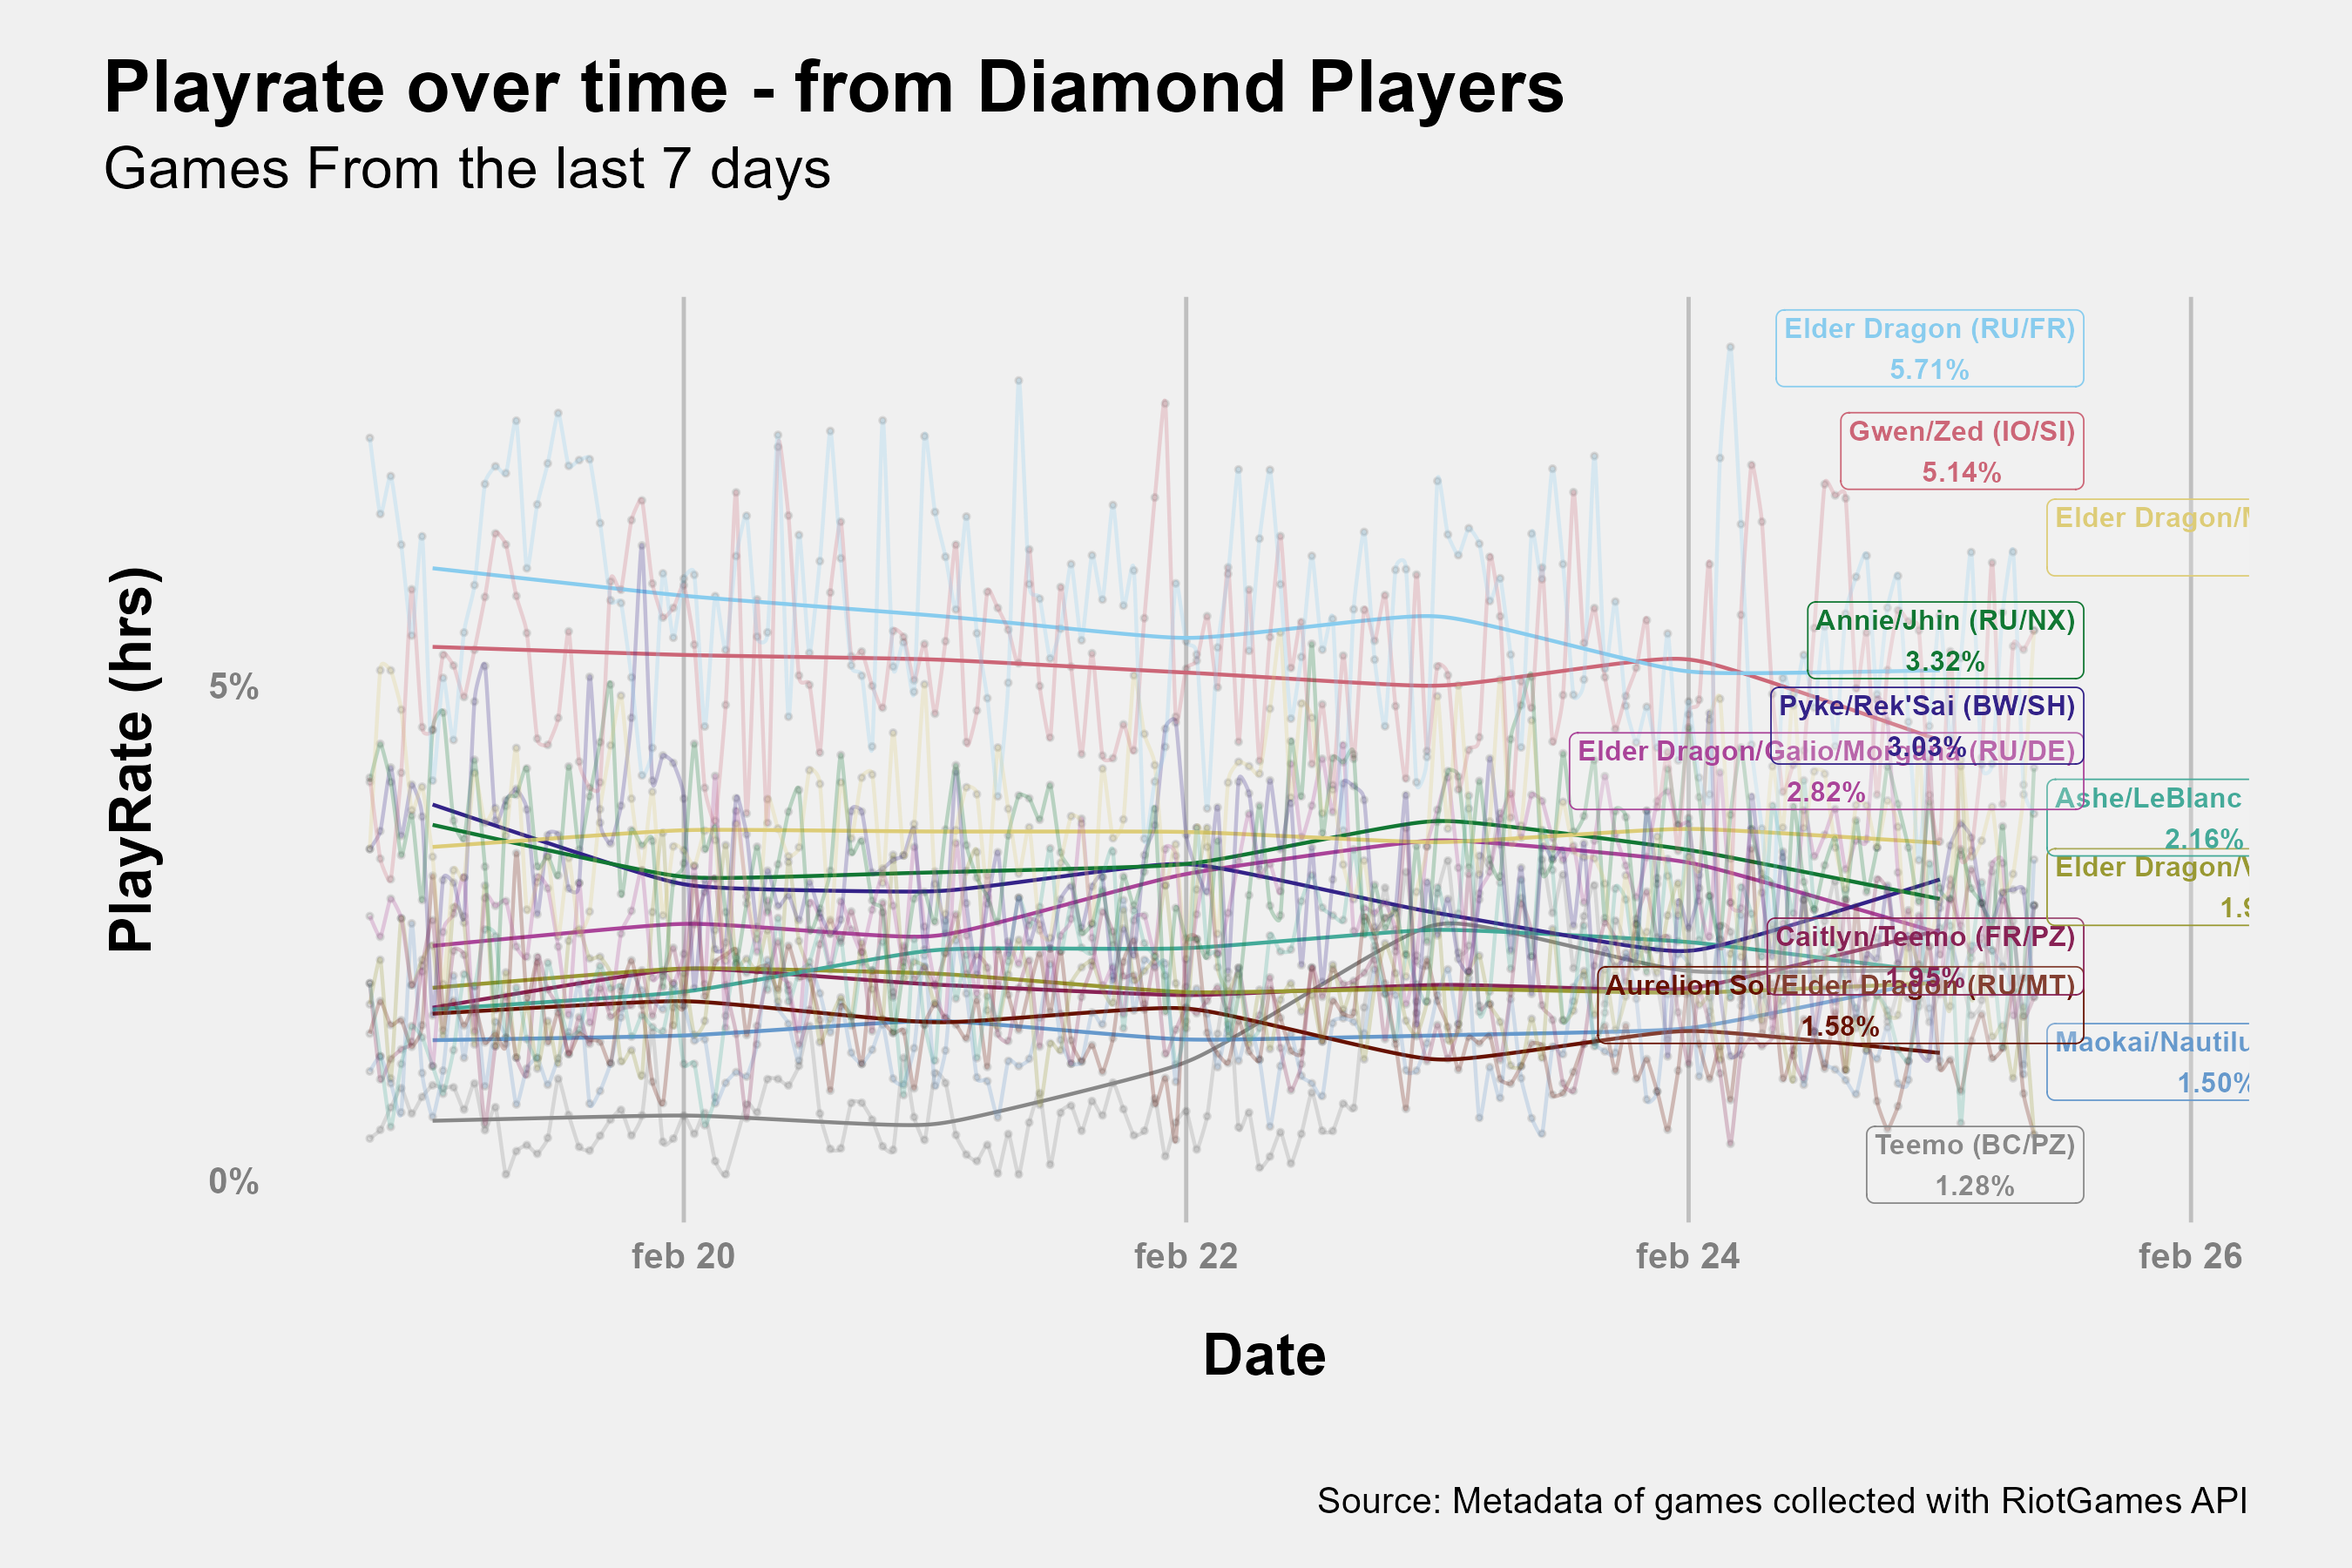 Playrate over time - from Diamond Players
Games From the last 7 days
PlayRate (hrs)
5%
0%
Elder Dragon (RU/FR)
5.71%
Gwen/Zed (IO/SI)
5.14%
Elder Dragon/
Annie/Jhin (RU/NX)
3.32%
Pyke/Rek'Sai (BW/SH)
3.03%
Elder Dragon/Galio/Morgana (RU/DE)
2.82%
Ashe/LeBlanc
2.16%
Elder Dragon/
Caitlyn/Teemo (FR/PZ)
1.95%
Aurelion Sol/Elder Dragon (RU/MT)
1.58%
Maokai/
1.50%
Teemo (BC/PZ)
1.28%
feb 20
feb 22
feb 24
feb 26
Date
Source: Metadata of games collected with RiotGames API